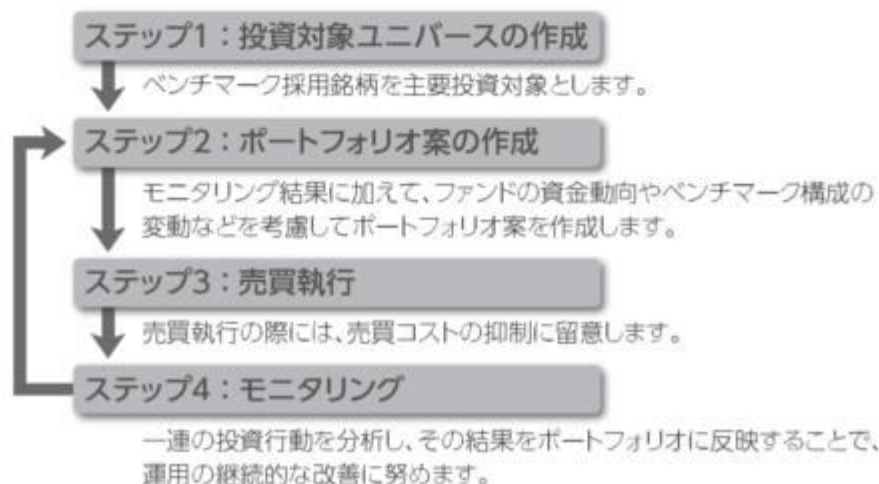 ステップ1：投資対象ユニバースの作成
ベンチマーク採用銘柄を主要投資対象とします。
ステップ2：ポートフォリオ案の作成
モニタリング結果に加えて、ファンドの資金動向やベンチマーク構成の
変動などを考慮してポートフォリオ案を作成します。
ステップ3：売買執行
売買執行の際には、売買コストの抑制に留意します。
ステップ4：モニタリング
一連の投資行動を分析し、その結果をポートフォリオに反映することで、
運用の継続的な改善に努めます。